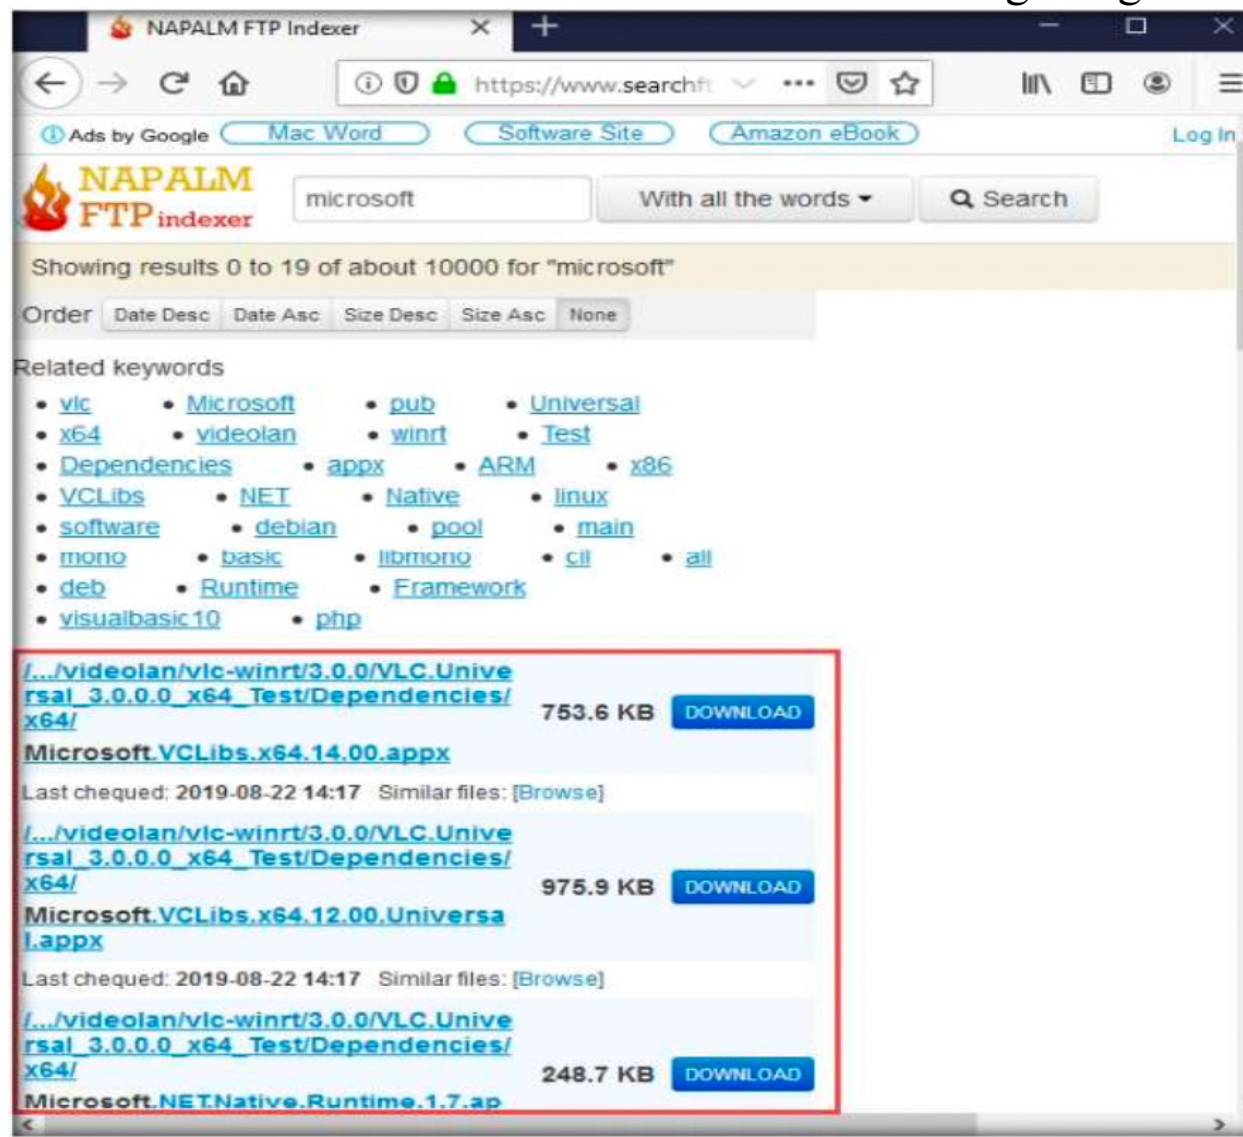 NAPALM FTP Indexer
https://www.searchft
Ads by Google Mac Word Software Site Amazon eBook Log In
NAPALM
FTP indexer
microsoft With all the words Search
Showing results 0 to 19 of about 10000 for "microsoft"
Order Date Desc Date Asc Size Desc Size Asc None
Related keywords
• vlc • Microsoft • pub • Universal
• x64 • videolan • winrt • Test
• Dependencies • appx • ARM • x86
• VCLibs • NET • Native • linux
• software • debian • pool • main
• mono • basic • libmono • cil • all
• deb • Runtime • Framework
• visualbasic10 • php
/.../videolan/vlc-winrt/3.0.0/VLC.Unive
rsal_3.0.0.0_x64_Test/Dependencies/
x64/
753.6 KB DOWNLOAD
Microsoft.VCLibs.x64.14.00.appx
Last chequed: 2019-08-22 14:17 Similar files: [Browse]
/.../videolan/vlc-winrt/3.0.0/VLC.Unive
rsal_3.0.0.0_x64_Test/Dependencies/
x64/
975.9 KB DOWNLOAD
Microsoft.VCLibs.x64.12.00.Universa
l.appx
Last chequed: 2019-08-22 14:17 Similar files: [Browse]
/.../videolan/vlc-winrt/3.0.0/VLC.Unive
rsal_3.0.0.0_x64_Test/Dependencies/
x64/
248.7 KB DOWNLOAD
Microsoft.NET.Native.Runtime.1.7.ap